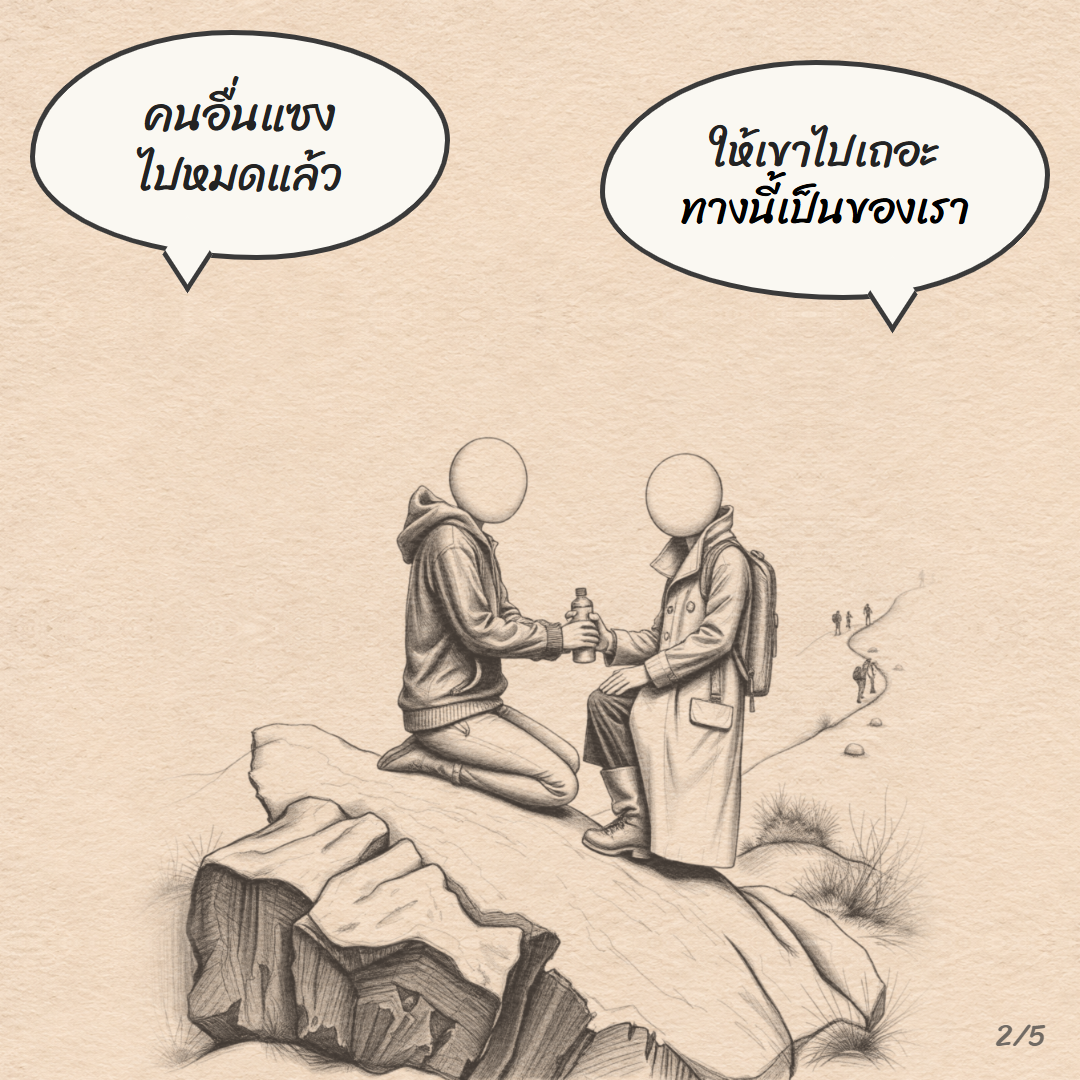 คนอื่นแซง
ไปหมดแล้ว
ให้เขาไปเถอะ
ทางนี้เป็นของเรา
2/5